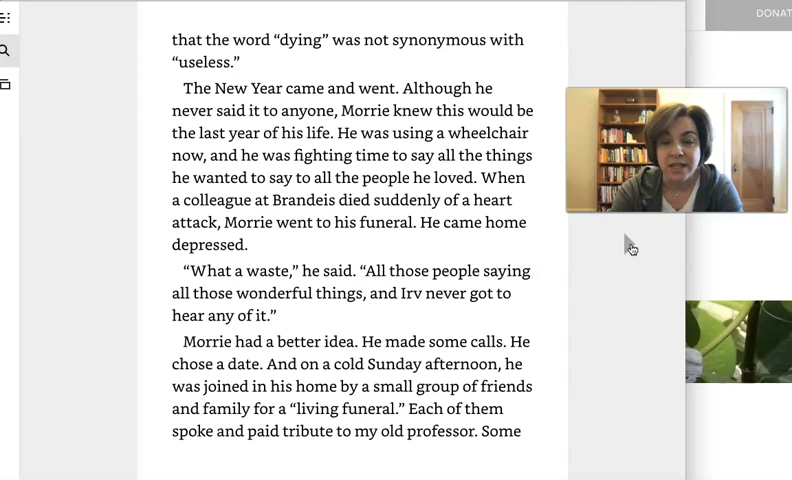 DONAT
that the word “dying” was not synonymous with
“useless.”
The New Year came and went. Although he
never said it to anyone, Morrie knew this would be
the last year of his life. He was using a wheelchair
now, and he was fighting time to say all the things
he wanted to say to all the people he loved. When
a colleague at Brandeis died suddenly of a heart
attack, Morrie went to his funeral. He came home
depressed.
“What a waste,” he said. “All those people saying
all those wonderful things, and Irv never got to
hear any of it.”
Morrie had a better idea. He made some calls. He
chose a date. And on a cold Sunday afternoon, he
was joined in his home by a small group of friends
and family for a “living funeral.” Each of them
spoke and paid tribute to my old professor. Some